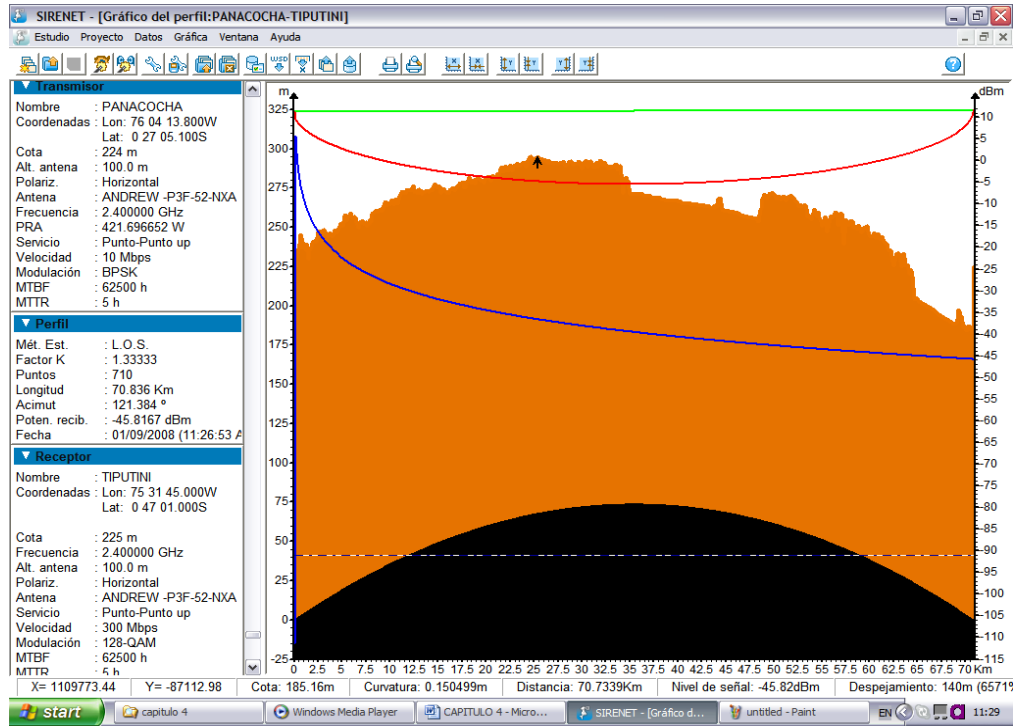 SIRENET - [Gráfico del perfil:PANACOCHA-TIPUTINI]
Estudio Proyecto Datos Gráfica Ventana Ayuda
Transmisor
Nombre : PANACOCHA
Coordenadas : Lon: 76 04 13.800W
Lat: 0 27 05.100S
Cota : 224 m
Alt. antena : 100.0 m
Polariz. : Horizontal
Antena : ANDREW -P3F-52-NXA
Frecuencia : 2.400000 GHz
PRA : 421.696652 W
Servicio : Punto-Punto up
Velocidad : 10 Mbps
Modulación : BPSK
MTBF : 62500 h
MTTR : 5 h
Perfil
Mét. Est. : L.O.S.
Factor K : 1.33333
Puntos : 710
Longitud : 70.836 Km
Acimut : 121.384 º
Poten. recib. : -45.8167 dBm
Fecha : 01/09/2008 (11:26:53 A
Receptor
Nombre : TIPUTINI
Coordenadas : Lon: 75 31 45.000W
Lat: 0 47 01.000S
Cota : 225 m
Frecuencia : 2.400000 GHz
Alt. antena : 100.0 m
Polariz. : Horizontal
Antena : ANDREW -P3F-52-NXA
Servicio : Punto-Punto up
Velocidad : 300 Mbps
Modulación : 128-QAM
MTBF : 62500 h
MTTR : 5 h
m
325
300
275
250
225
200
175
150
125
100
75
50
25
0
-25
dBm
10
5
0
-5
-10
-15
-20
-25
-30
-35
-40
-45
-50
-55
-60
-65
-70
-75
-80
-85
-90
-95
-100
-105
-110
-115
0 2.5 5 7.5 10 12.5 15 17.5 20 22.5 25 27.5 30 32.5 35 37.5 40 42.5 45 47.5 50 52.5 55 57.5 60 62.5 65 67.5 70 Km
X= 1109773.44 Y= -87112.98 Cota: 185.16m Curvatura: 0.150499m Distancia: 70.7339Km Nivel de señal: -45.82dBm Despejamiento: 140m (6571%
start capitulo 4 Windows Media Player CAPITULO 4 - Micro... SIRENET - [Gráfico d... untitled - Paint EN 11:29